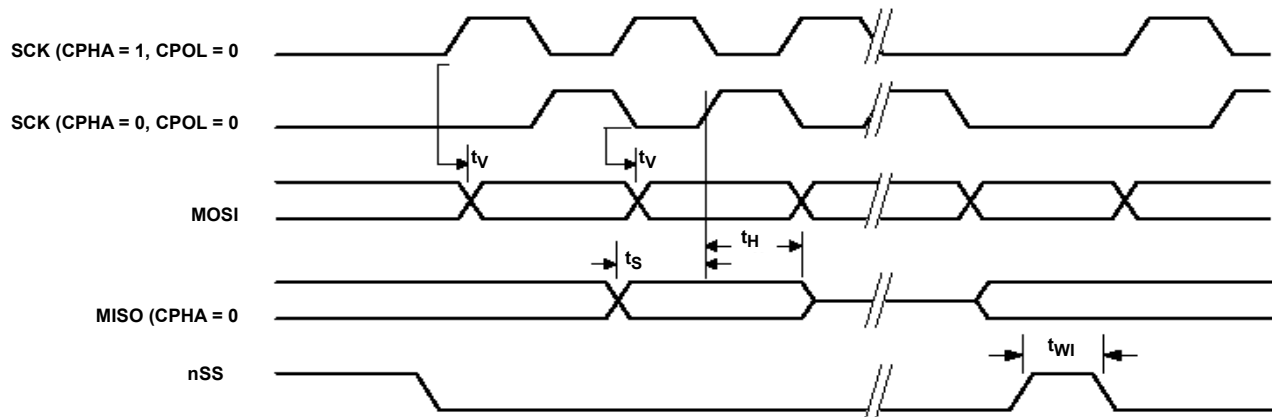 SCK (CPHA = 1, CPOL = 0
SCK (CPHA = 0, CPOL = 0
tV
tV
MOSI
tH
tS
MISO (CPHA = 0
tWI
nSS